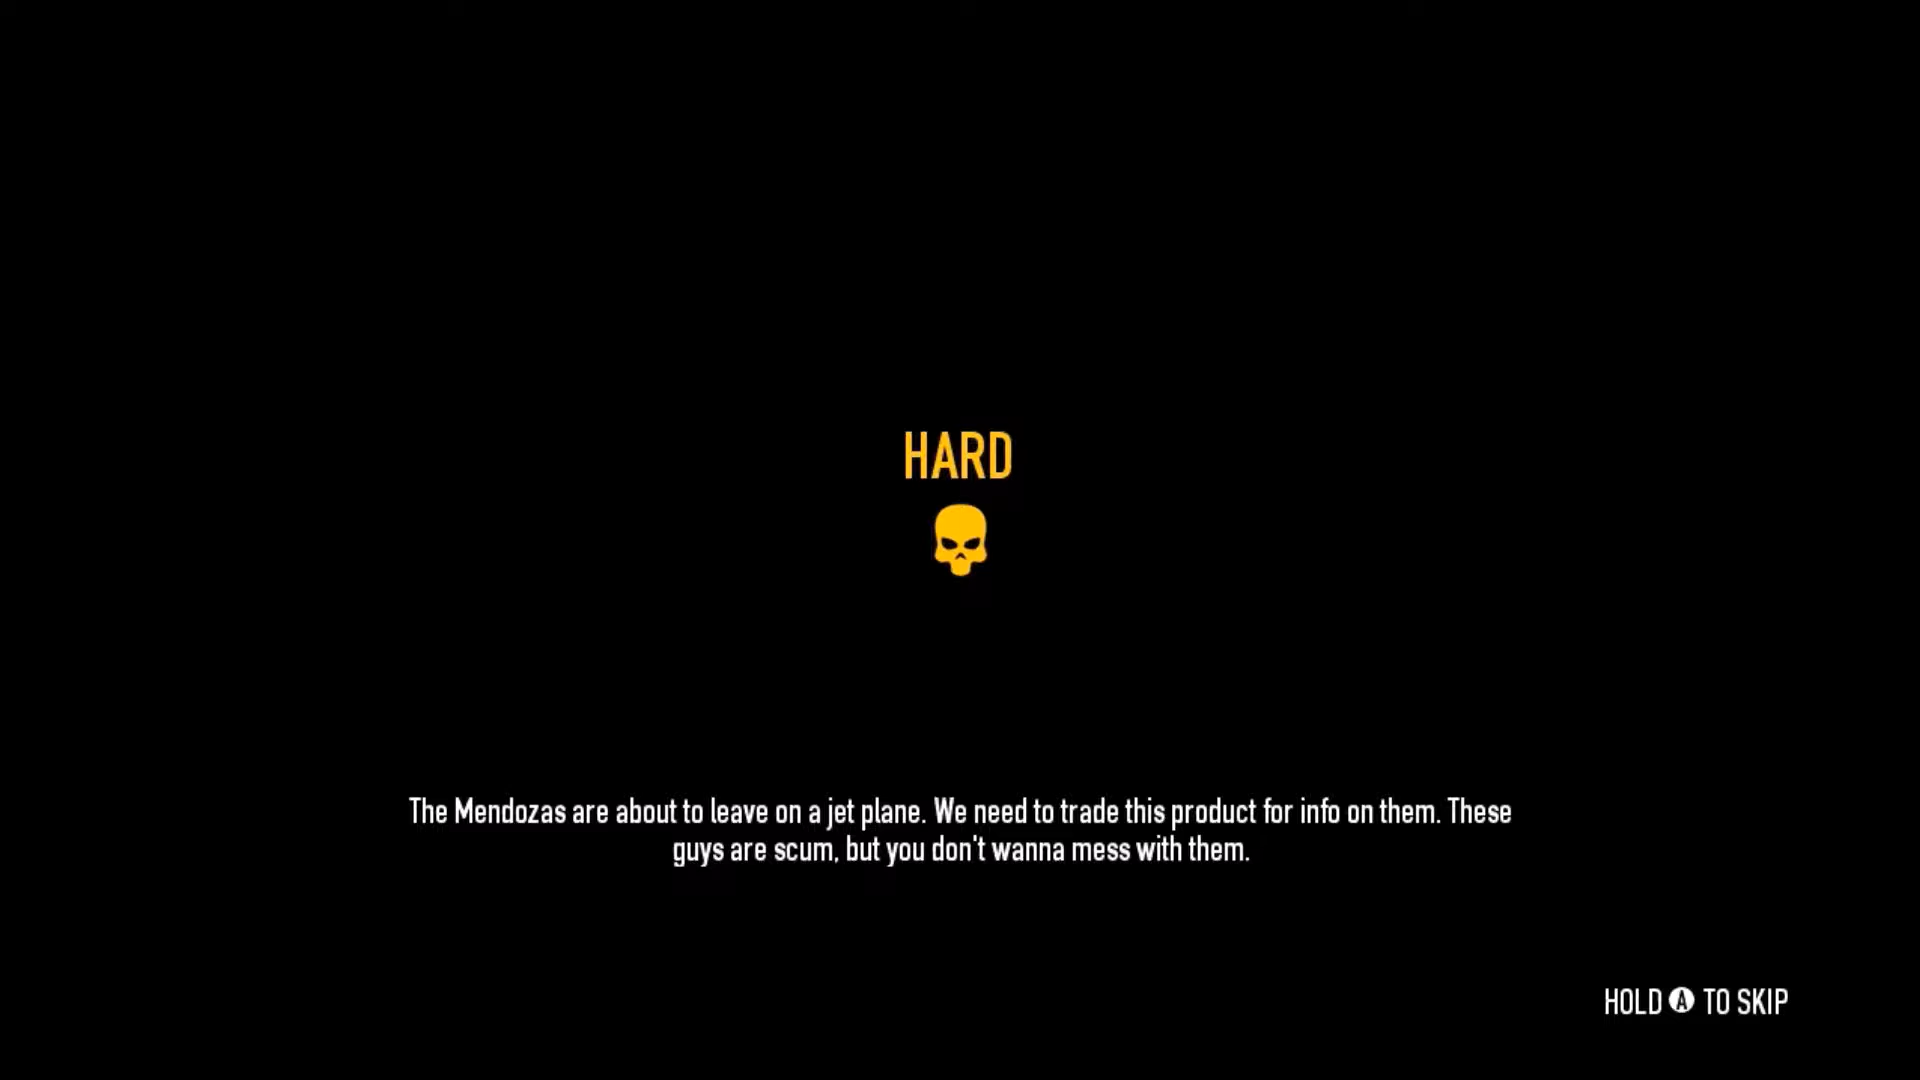 HARD
The Mendozas are about to leave on a jet plane. We need to trade this product for info on them. These
guys are scum, but you don't wanna mess with them.
HOLD A TO SKIP